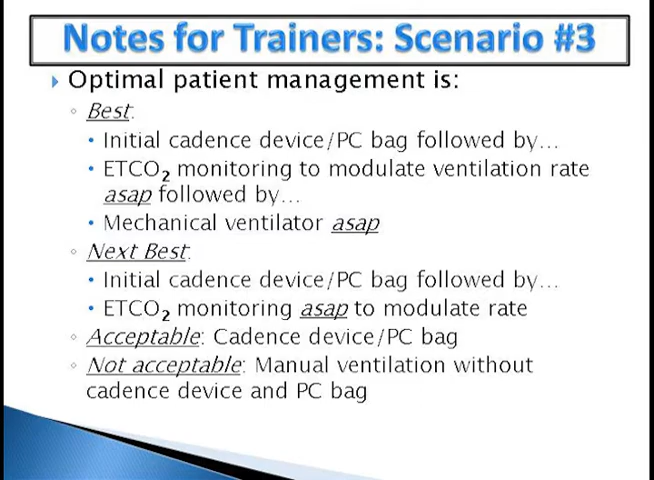 Notes for Trainers: Scenario #3
Optimal patient management is:
Best:
Initial cadence device/PC bag followed by...
ETCO₂ monitoring to modulate ventilation rate
asap followed by...
Mechanical ventilator asap
Next Best:
Initial cadence device/PC bag followed by...
ETCO₂ monitoring asap to modulate rate
Acceptable: Cadence device/PC bag
Not acceptable: Manual ventilation without
cadence device and PC bag